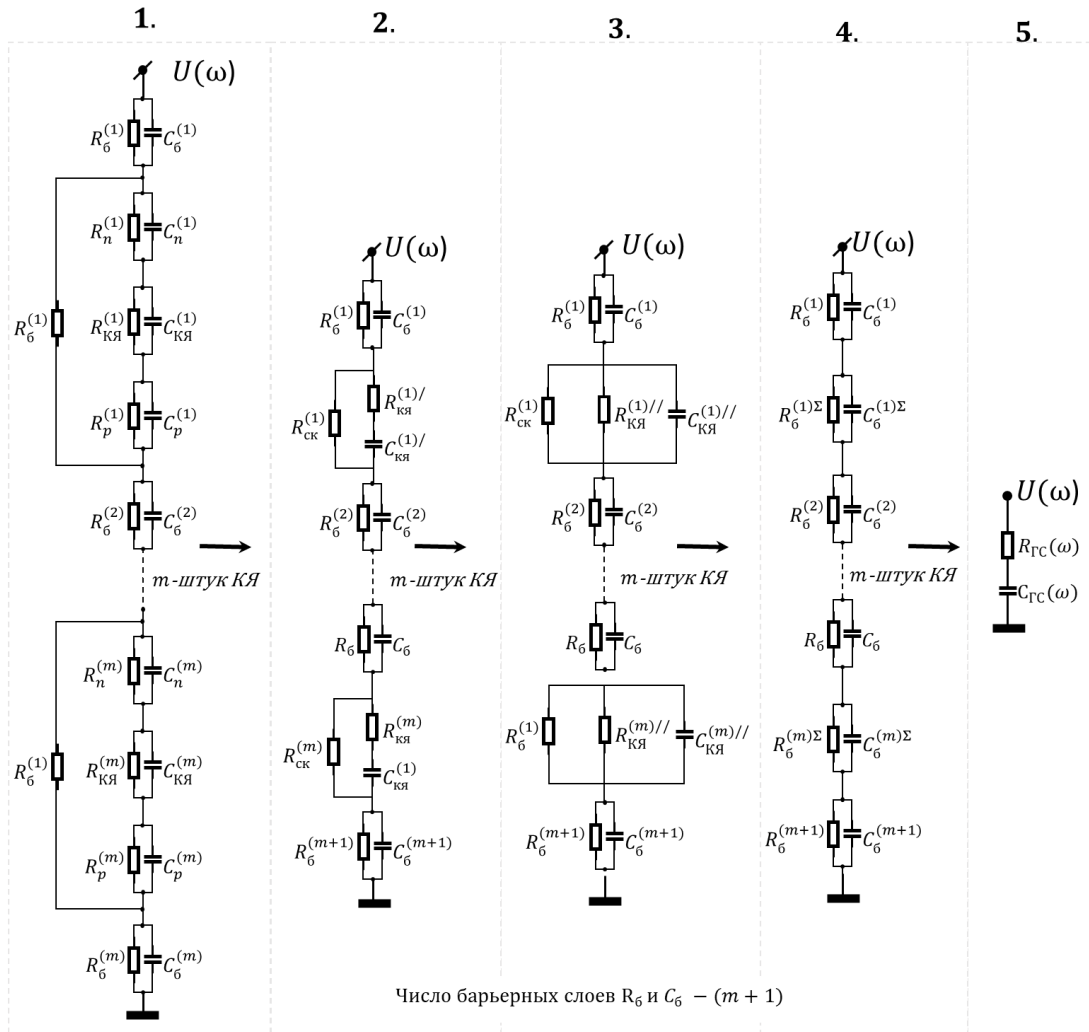 1.
U(ω)
R_б^(1) C_б^(1)
R_n^(1) C_n^(1)
R_б^(1) R_КЯ^(1) C_КЯ^(1)
R_p^(1) C_p^(1)
R_б^(2) C_б^(2)
m-штук КЯ
R_n^(m) C_n^(m)
R_б^(1) R_КЯ^(m) C_КЯ^(m)
R_p^(m) C_p^(m)
R_б^(m) C_б^(m)
2.
U(ω)
R_б^(1) C_б^(1)
R_кя^(1)/
R_ск^(1)
C_кя^(1)/
R_б^(2) C_б^(2)
m-штук КЯ
R_б C_б
R_кя^(m)
R_ск^(m)
C_кя^(1)
R_б^(m+1) C_б^(m+1)
3.
U(ω)
R_б^(1) C_б^(1)
R_ск^(1) R_КЯ^(1)// C_КЯ^(1)//
R_б^(2) C_б^(2)
m-штук КЯ
R_б C_б
R_б^(1) R_КЯ^(m)// C_КЯ^(m)//
R_б^(m+1) C_б^(m+1)
4.
U(ω)
R_б^(1) C_б^(1)
R_б^(1)Σ C_б^(1)Σ
R_б^(2) C_б^(2)
m-штук КЯ
R_б C_б
R_б^(m)Σ C_б^(m)Σ
R_б^(m+1) C_б^(m+1)
5.
U(ω)
R_ГС(ω)
C_ГС(ω)
Число барьерных слоев R_б и C_б − (m + 1)